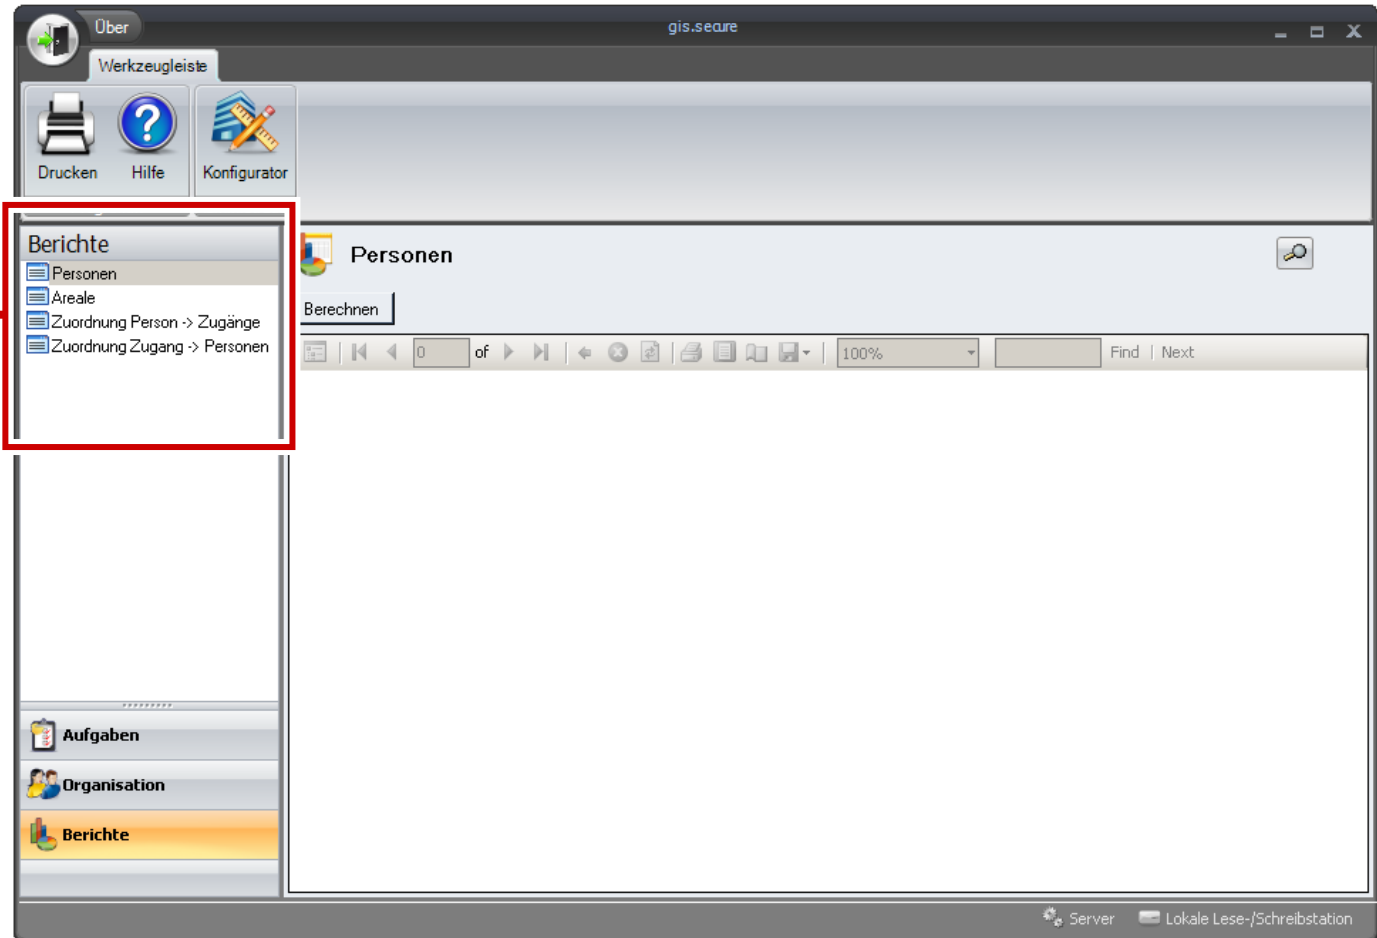 Über
gis.secure
Werkzeugleiste
Drucken Hilfe Konfigurator
Berichte
Personen
Areale
Zuordnung Person -> Zugänge
Zuordnung Zugang -> Personen
Personen
Berechnen
0 of 100% Find | Next
Aufgaben
Organisation
Berichte
Server Lokale Lese-/Schreibstation